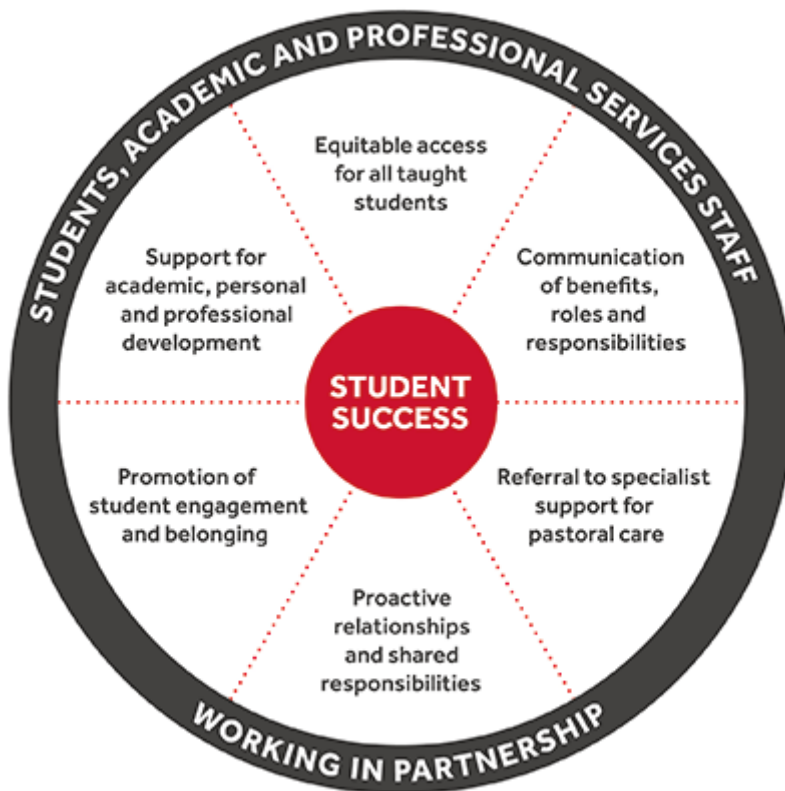 STUDENTS, ACADEMIC AND PROFESSIONAL SERVICES STAFF
Equitable access
for all taught
students
Communication
of benefits,
roles and
responsibilities
Referral to specialist
support for
pastoral care
Proactive
relationships
and shared
responsibilities
Promotion of
student engagement
and belonging
Support for
academic, personal
and professional
development
STUDENT
SUCCESS
WORKING IN PARTNERSHIP